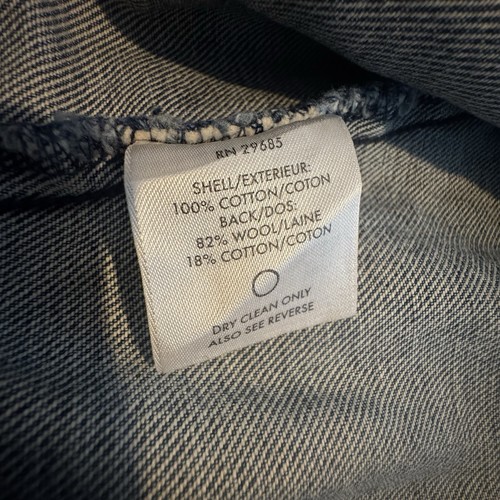 RN 29685
SHELL/EXTERIEUR:
100% COTTON/COTON
BACK/DOS:
82% WOOL/LAINE
18% COTTON/COTON
DRY CLEAN ONLY
ALSO SEE REVERSE